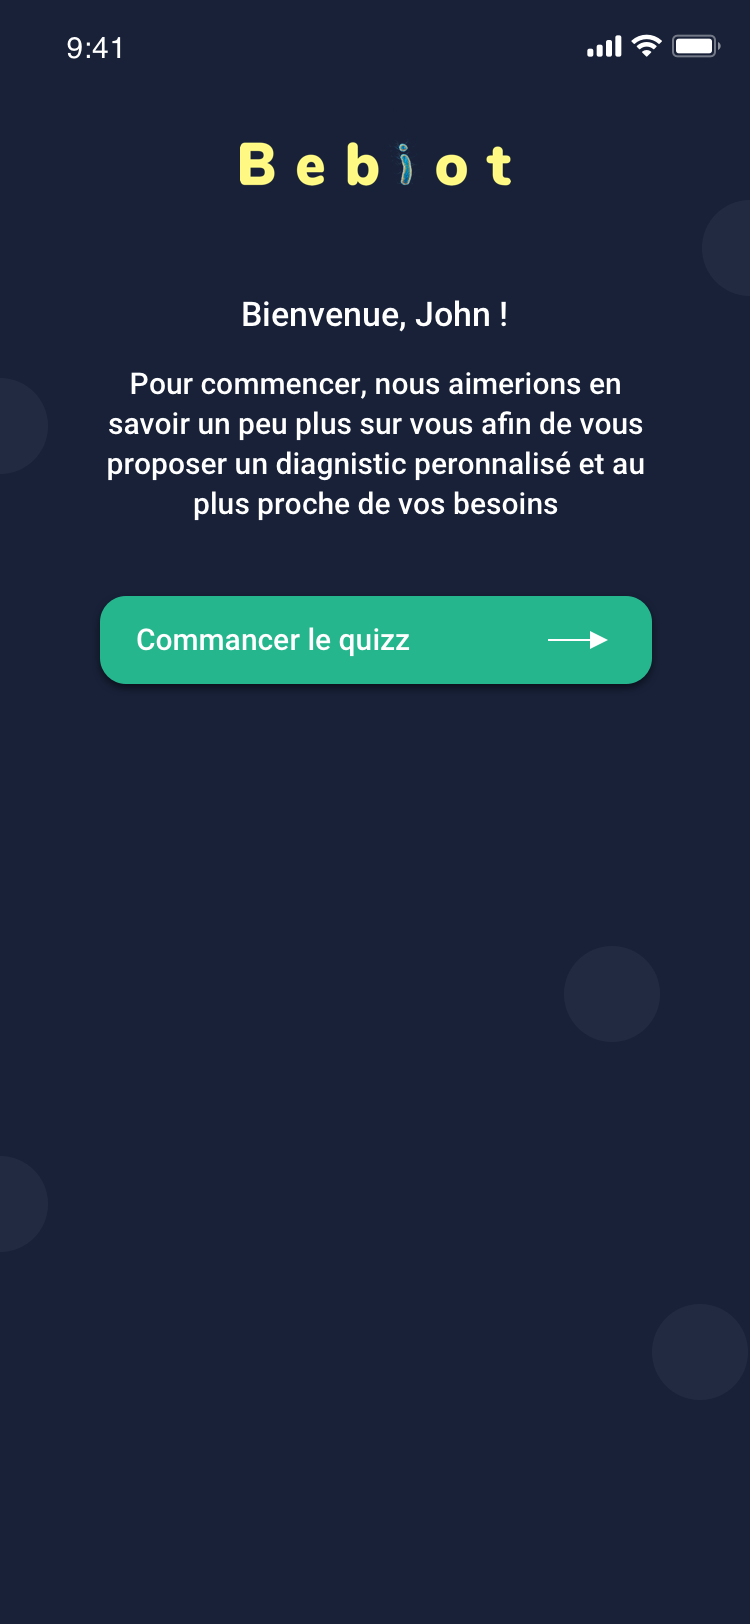 9:41
Bebiot
Bienvenue, John !
Pour commencer, nous aimerions en
savoir un peu plus sur vous afin de vous
proposer un diagnistic peronnalisé et au
plus proche de vos besoins
Commancer le quizz